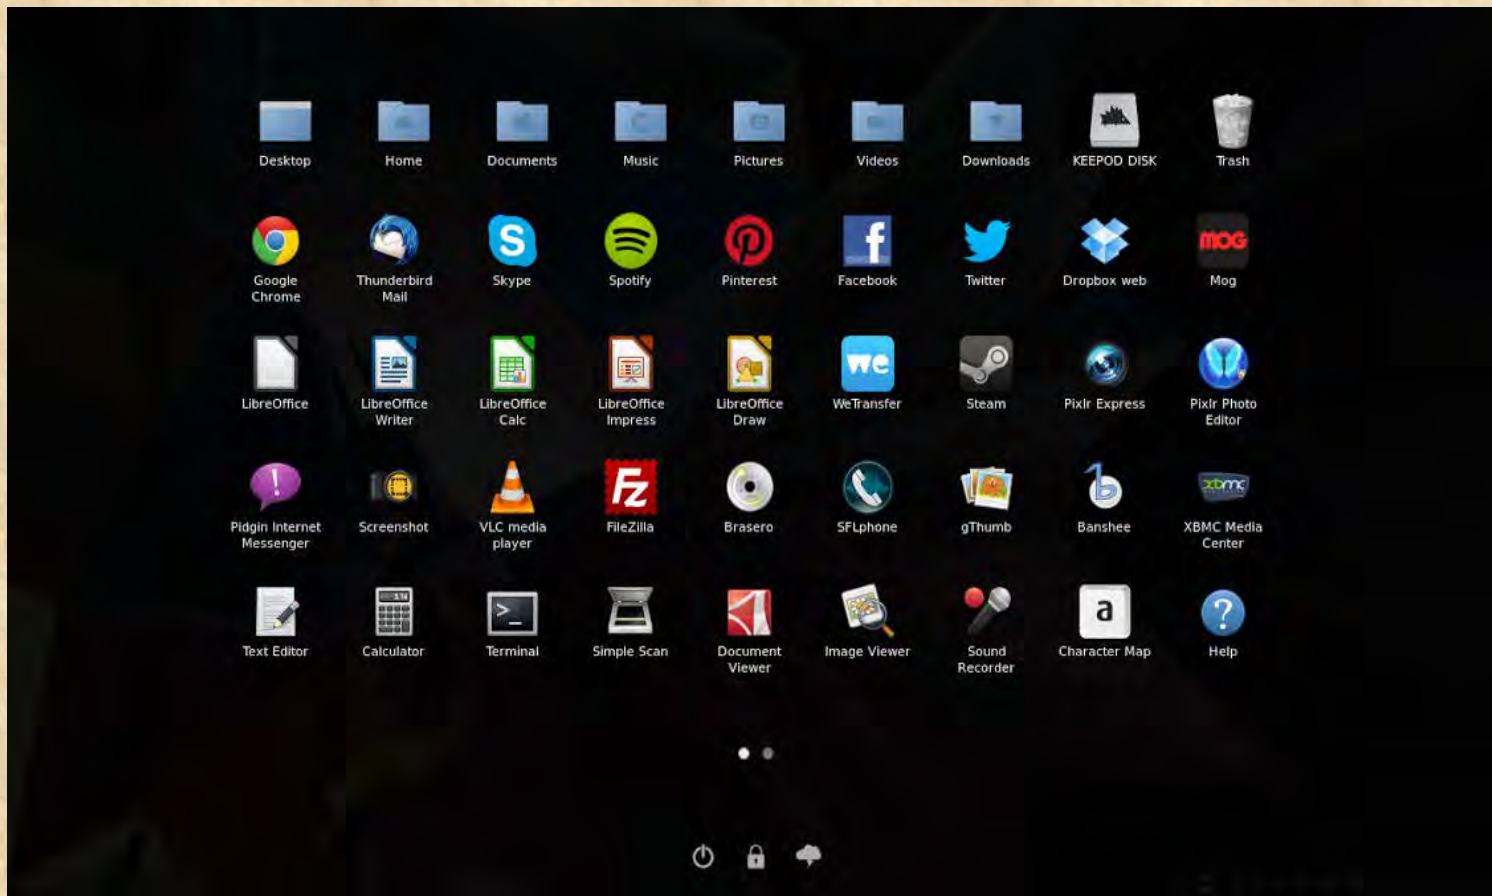 Desktop
Home
Documents
Music
Pictures
Videos
Downloads
KEEPOD DISK
Trash
Google
Chrome
Thunderbird
Mail
S
Skype
Spotify
Pinterest
f
Facebook
Twitter
Dropbox web
MOG
Mog
LibreOffice
LibreOffice
Writer
LibreOffice
Calc
LibreOffice
Impress
LibreOffice
Draw
we
WeTransfer
Steam
Pixlr Express
Pixlr Photo
Editor
!
Pidgin Internet
Messenger
Screenshot
VLC media
player
Fz
FileZilla
Brasero
SFLphone
gThumb
b
Banshee
xbmc
XBMC Media
Center
Text Editor
3.14
Calculator
>_
Terminal
Simple Scan
Document
Viewer
Image Viewer
Sound
Recorder
a
Character Map
?
Help